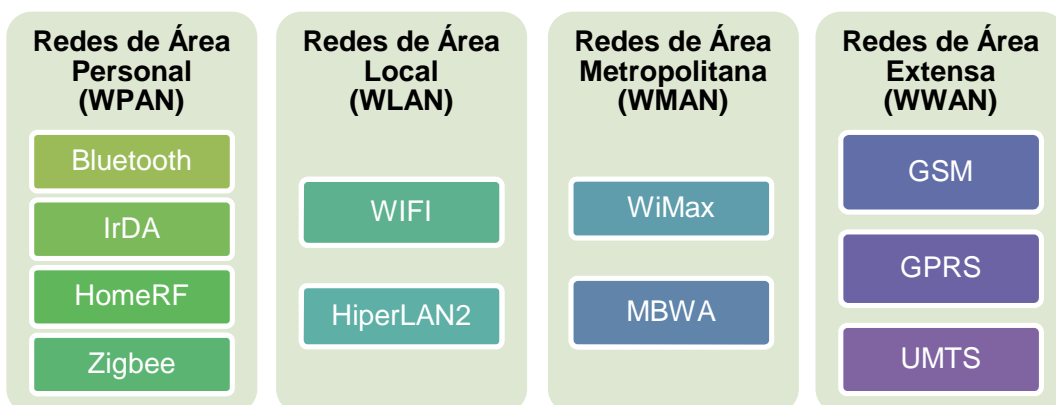 Redes de Área
Personal
(WPAN)
Bluetooth
IrDA
HomeRF
Zigbee
Redes de Área
Local
(WLAN)
WIFI
HiperLAN2
Redes de Área
Metropolitana
(WMAN)
WiMax
MBWA
Redes de Área
Extensa
(WWAN)
GSM
GPRS
UMTS